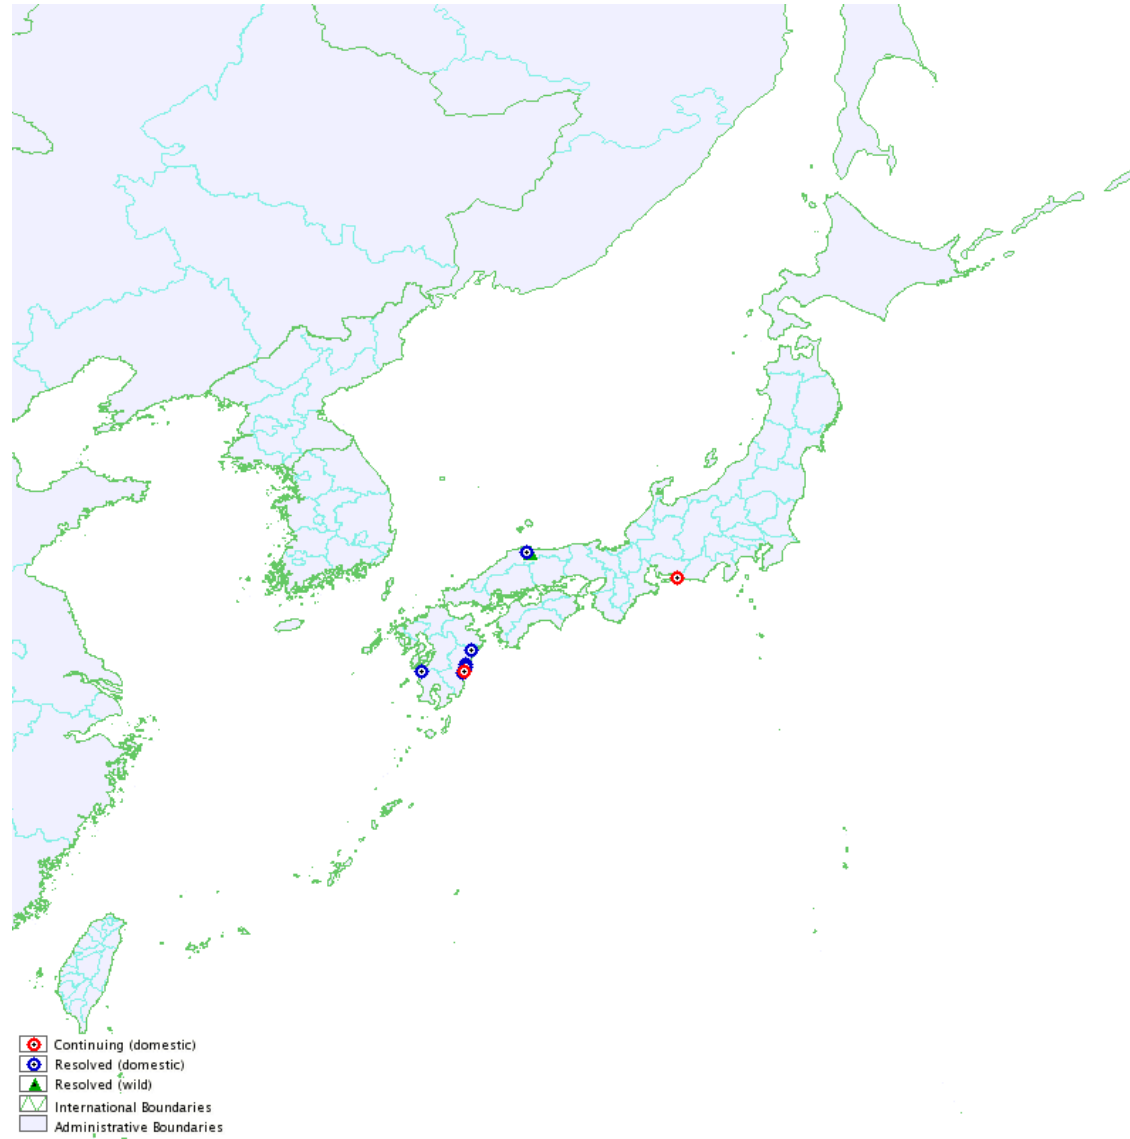 Continuing (domestic)
Resolved (domestic)
Resolved (wild)
International Boundaries
Administrative Boundaries